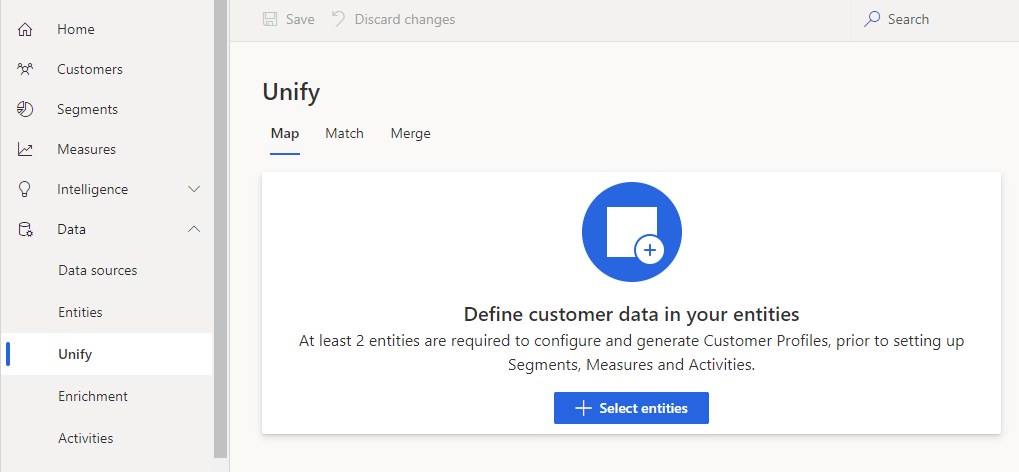 Home
Customers
Segments
Measures
Intelligence
Data
Data sources
Entities
Unify
Enrichment
Activities
Save Discard changes Search
Unify
Map Match Merge
Define customer data in your entities
At least 2 entities are required to configure and generate Customer Profiles, prior to setting up
Segments, Measures and Activities.
Select entities